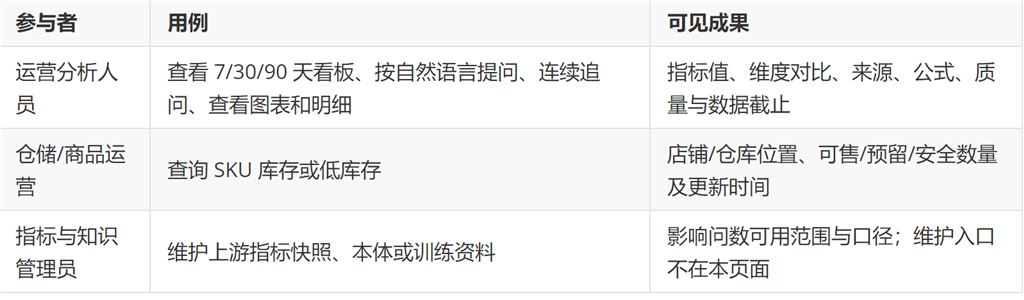 参与者 用例 可见成果
运营分析人员 查看 7/30/90 天看板、按自然语言提问、连续追问、查看图表和明细 指标值、维度对比、来源、公式、质量与数据截止
仓储/商品运营 查询 SKU 库存或低库存 店铺/仓库位置、可售/预留/安全数量及更新时间
指标与知识管理员 维护上游指标快照、本体或训练资料 影响问数可用范围与口径；维护入口不在本页面